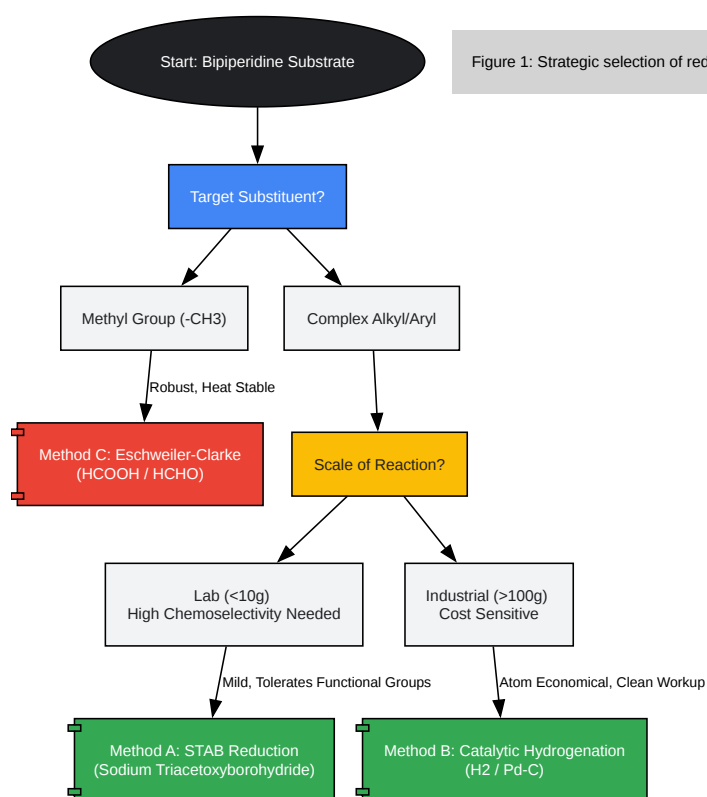 Start: Bipiperidine Substrate
Figure 1: Strategic selection of
Target Substituent?
Methyl Group (-CH3)
Complex Alkyl/Aryl
Robust, Heat Stable
Method C: Eschweiler-Clarke
(HCOOH / HCHO)
Scale of Reaction?
Lab (<10g)
High Chemoselectivity Needed
Industrial (>100g)
Cost Sensitive
Mild, Tolerates Functional Groups
Atom Economical, Clean Workup
Method A: STAB Reduction
(Sodium Triacetoxyborohydride)
Method B: Catalytic Hydrogenation
(H2 / Pd-C)